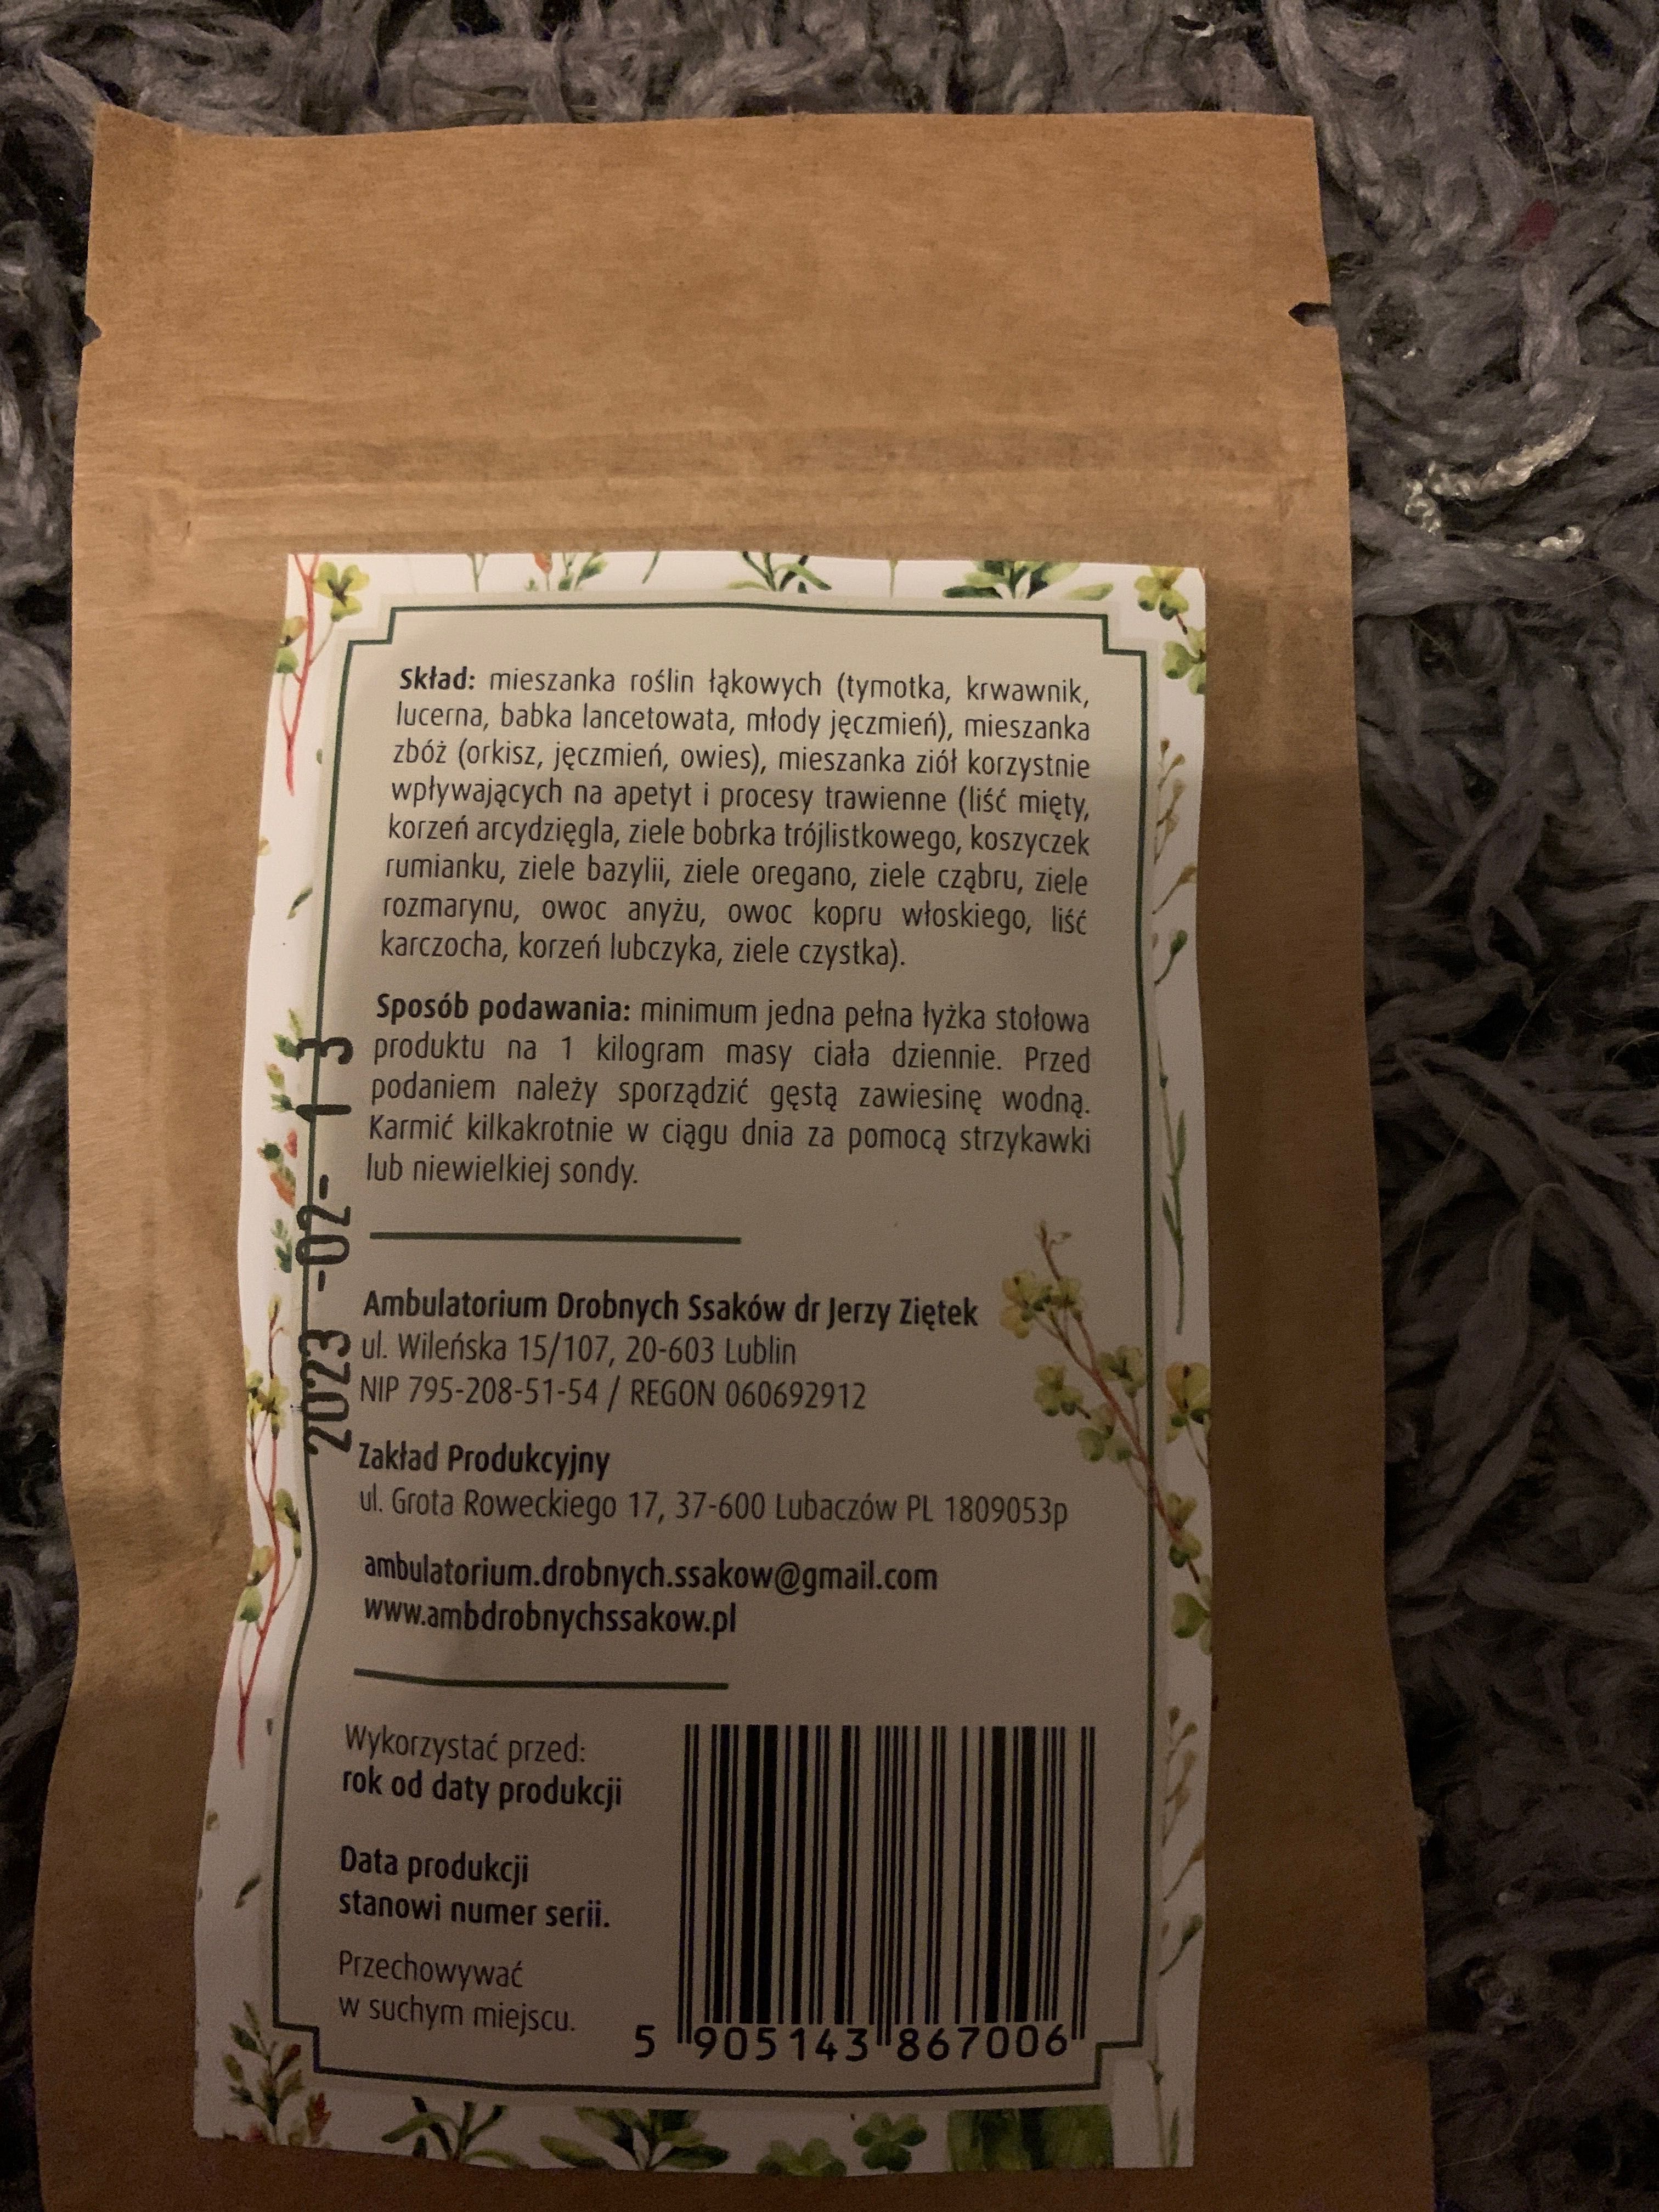 Skład: mieszanka roślin łąkowych (tymotka, krwawnik,
lucerna, babka lancetowata, młody jęczmień), mieszanka
zbóż (orkisz, jęczmień, owies), mieszanka ziół korzystnie
wpływających na apetyt i procesy trawienne (liść mięty,
korzeń arcydzięgla, ziele bobrka trójlistkowego, koszyczek
rumianku, ziele bazylii, ziele oregano, ziele cząbru, ziele
rozmarynu, owoc anyżu, owoc kopru włoskiego, liść
karczocha, korzeń lubczyka, ziele czystka).
Sposób podawania: minimum jedna pełna łyżka stołowa
produktu na 1 kilogram masy ciała dziennie. Przed
podaniem należy sporządzić gęstą zawiesinę wodną.
Karmić kilkakrotnie w ciągu dnia za pomocą strzykawki
lub niewielkiej sondy.
2023 -02- 13
Ambulatorium Drobnych Ssaków dr Jerzy Ziętek
ul. Wileńska 15/107, 20-603 Lublin
NIP 795-208-51-54 / REGON 060692912
Zakład Produkcyjny
ul. Grota Roweckiego 17, 37-600 Lubaczów PL 1809053p
ambulatorium.drobnych.ssakow@gmail.com
www.ambdrobnychssakow.pl
Wykorzystać przed:
rok od daty produkcji
Data produkcji
stanowi numer serii.
Przechowywać
w suchym miejscu.
5 905143 867006